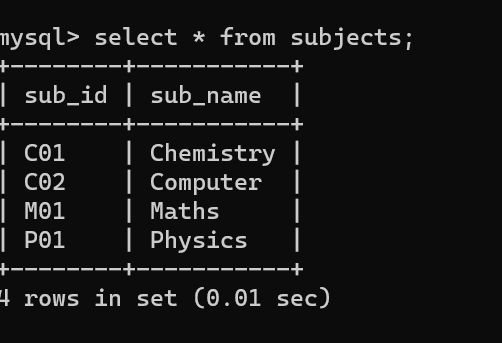 mysql> select * from subjects;
+--------+-----------+
| sub_id | sub_name  |
+--------+-----------+
| C01    | Chemistry |
| C02    | Computer  |
| M01    | Maths     |
| P01    | Physics   |
+--------+-----------+
4 rows in set (0.01 sec)